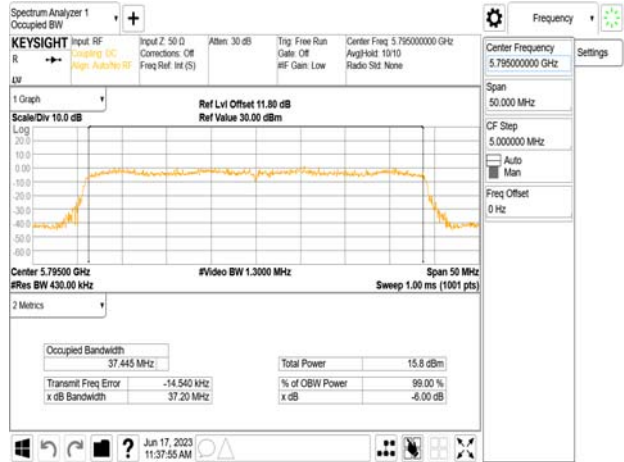 Spectrum Analyzer 1
Occupied BW
Frequency
KEYSIGHT
R
Input: RF
Coupling: DC
Align: Auto/No RF
Input Z: 50 Ω
Corrections: Off
Freq Ref: Int (S)
Atten: 30 dB
Trig: Free Run
Gate: Off
#IF Gain: Low
Center Freq: 5.795000000 GHz
Avg|Hold: 10/10
Radio Std: None
Center Frequency
5.795000000 GHz
Settings
Span
50.000 MHz
CF Step
5.000000 MHz
Auto
Man
Freq Offset
0 Hz
1 Graph
Scale/Div 10.0 dB
Ref Lvl Offset 11.80 dB
Ref Value 30.00 dBm
Log
20.0
10.0
0.00
-10.0
-20.0
-30.0
-40.0
-50.0
-60.0
Center 5.79500 GHz
#Video BW 1.3000 MHz
Span 50 MHz
#Res BW 430.00 kHz
Sweep 1.00 ms (1001 pts)
2 Metrics
Occupied Bandwidth
37.445 MHz
Total Power 15.8 dBm
Transmit Freq Error -14.540 kHz
% of OBW Power 99.00 %
x dB Bandwidth 37.20 MHz
x dB -6.00 dB
?
Jun 17, 2023
11:37:55 AM